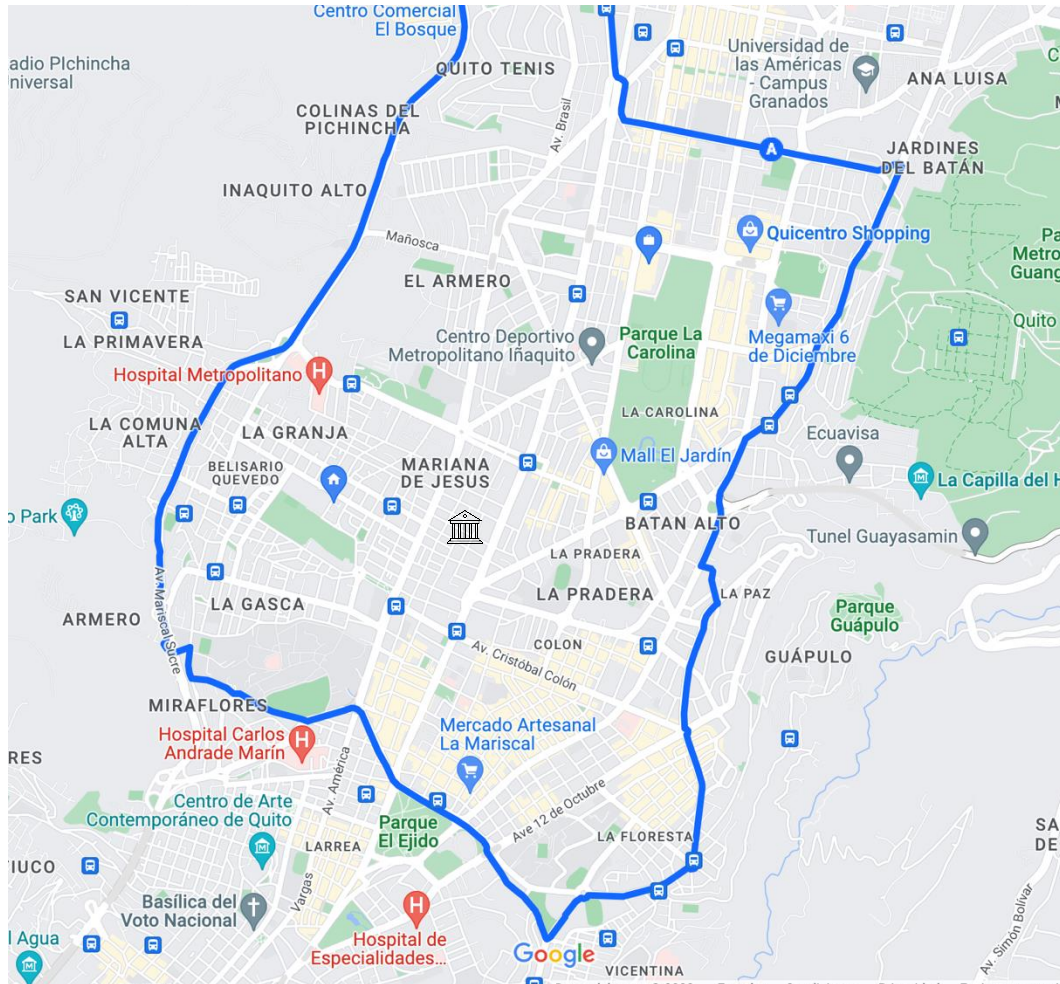 Centro Comercial
El Bosque
adio PIchincha
niversal
QUITO TENIS
Universidad de
las Américas
- Campus
Granados
ANA LUISA
COLINAS DEL
PICHINCHA
Av. Brasil
A
JARDINES
DEL BATÁN
INAQUITO ALTO
Mañosca
Quicentro Shopping
Pa
Metro
Guang
EL ARMERO
SAN VICENTE
LA PRIMAVERA
Centro Deportivo
Metropolitano Iñaquito
Parque La
Carolina
Megamaxi 6
de Diciembre
Quito
Hospital Metropolitano
H
LA CAROLINA
LA COMUNA
ALTA
LA GRANJA
Ecuavisa
Mall El Jardín
BELISARIO
QUEVEDO
MARIANA
DE JESUS
La Capilla del H
o Park
BATAN ALTO
Tunel Guayasamin
LA PRADERA
LA PRADERA
LA PAZ
Av. Mariscal Sucre
ARMERO
LA GASCA
Parque
Guápulo
COLON
Av. Cristóbal Colón
GUÁPULO
MIRAFLORES
Hospital Carlos
Andrade Marín
H
Mercado Artesanal
La Mariscal
RES
Av. América
Centro de Arte
Contemporáneo de Quito
Ave 12 de Octubre
Parque
El Ejido
LA FLORESTA
SA
DE
LARREA
TIUCO
Vargas
Basílica del
Voto Nacional
H
Hospital de
Especialidades...
l Agua
Google
VICENTINA
Av. Simón Bolívar